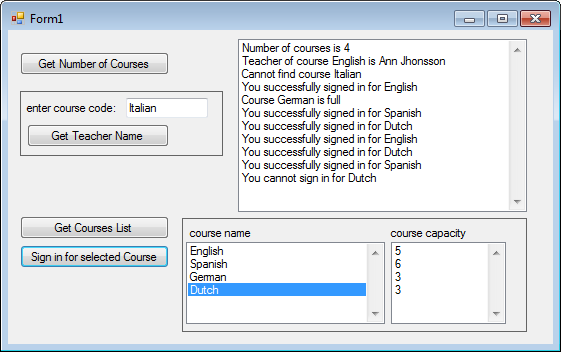 Form1
Get Number of Courses
enter course code: Italian
Get Teacher Name
Number of courses is 4
Teacher of course English is Ann Jhonsson
Cannot find course Italian
You successfully signed in for English
Course German is full
You successfully signed in for Spanish
You successfully signed in for Dutch
You successfully signed in for English
You successfully signed in for Dutch
You successfully signed in for Spanish
You cannot sign in for Dutch
Get Courses List
Sign in for selected Course
course name
English
Spanish
German
Dutch
course capacity
5
6
3
3